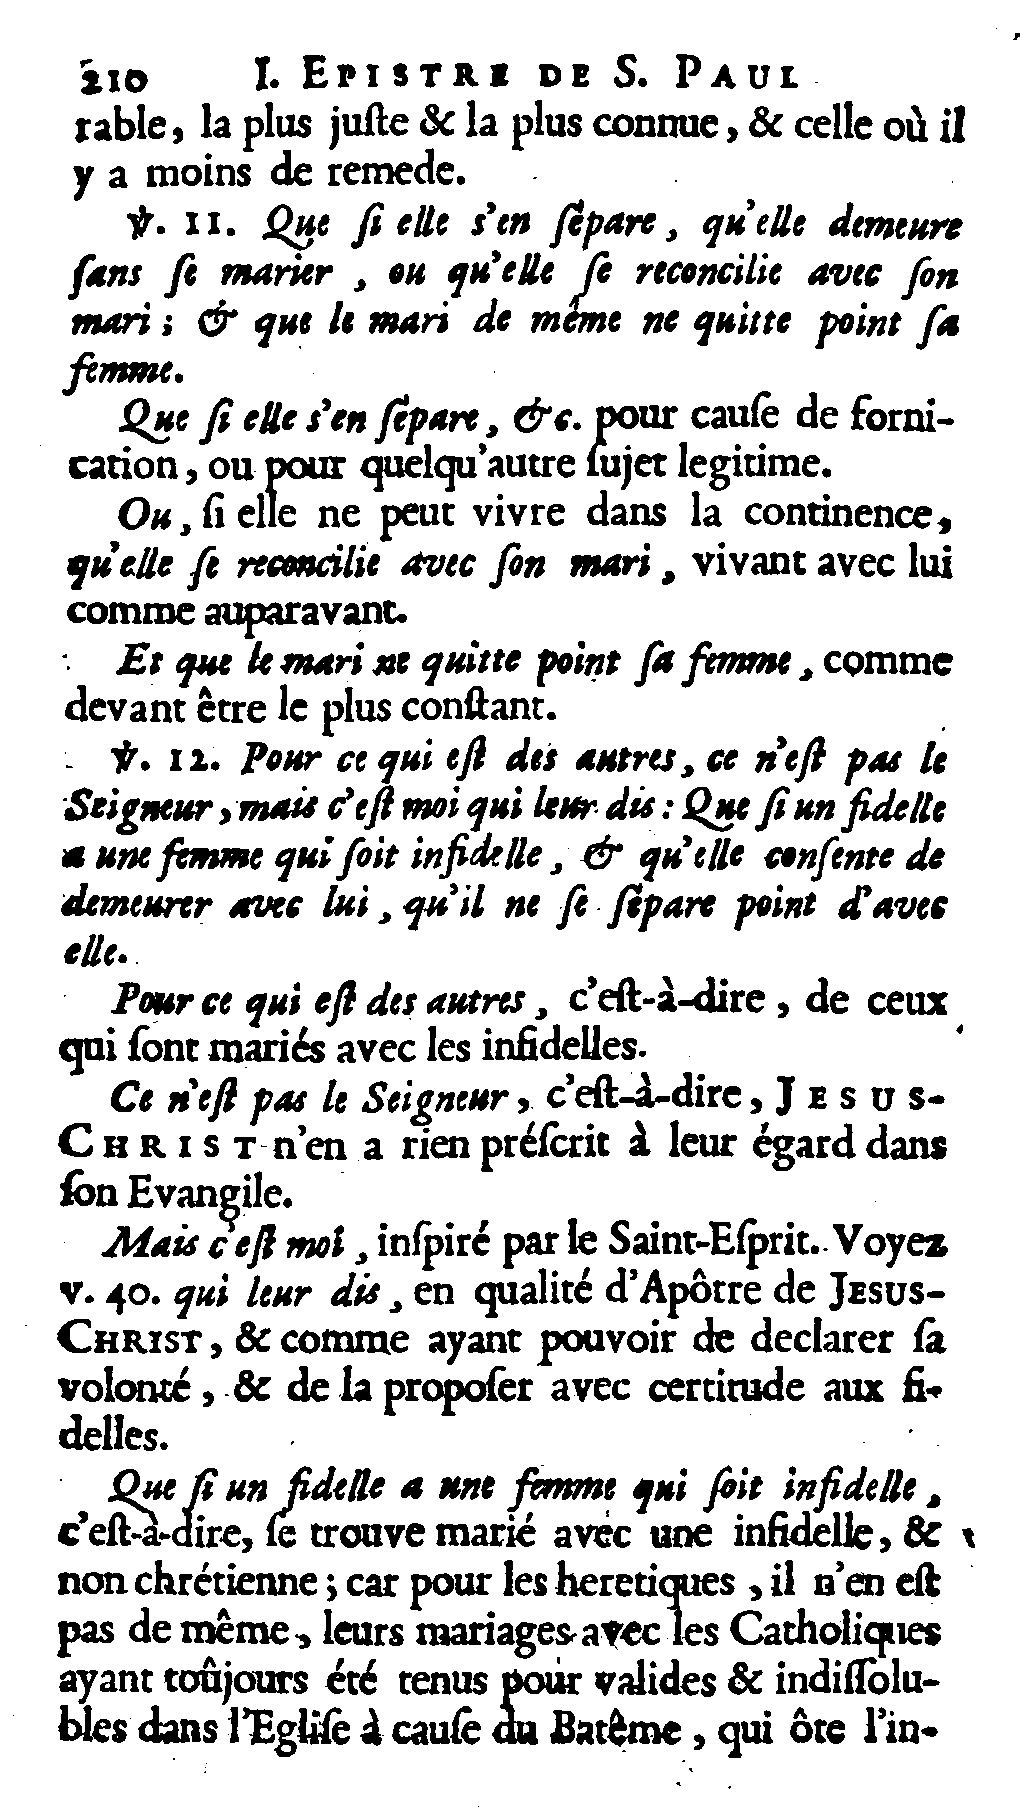 210 I. EPISTRE DE S. PAUL
rable, la plus juſte & la plus connue, & celle où il
y a moins de remede.
℣. 11. Que ſi elle s'en ſépare, qu'elle demeure
ſans ſe marier, ou qu'elle ſe reconcilie avec ſon
mari; & que le mari de même ne quitte point ſa
femme.
Que ſi elle s'en ſépare, &c. pour cauſe de forni-
cation, ou pour quelqu'autre ſujet legitime.
Ou, ſi elle ne peut vivre dans la continence,
qu'elle ſe reconcilie avec ſon mari, vivant avec lui
comme auparavant.
Et que le mari ne quitte point ſa femme, comme
devant être le plus conſtant.
℣. 12. Pour ce qui eſt des autres, ce n'eſt pas le
Seigneur, mais c'eſt moi qui leur dis: Que ſi un fidelle
a une femme qui ſoit infidelle, & qu'elle conſente de
demeurer avec lui, qu'il ne ſe ſépare point d'avec
elle.
Pour ce qui eſt des autres, c'eſt-à-dire, de ceux
qui ſont mariés avec les infidelles.
Ce n'eſt pas le Seigneur, c'eſt-à-dire, JESUS-
CHRIST n'en a rien préſcrit à leur égard dans
ſon Evangile.
Mais c'eſt moi, inſpiré par le Saint-Eſprit. Voyez
v. 40. qui leur dis, en qualité d'Apôtre de JESUS-
CHRIST, & comme ayant pouvoir de declarer ſa
volonté, & de la propoſer avec certitude aux fi-
delles.
Que ſi un fidelle a une femme qui ſoit infidelle,
c'eſt-à-dire, ſe trouve marié avec une infidelle, &
non chrétienne; car pour les heretiques, il n'en eſt
pas de même, leurs mariages avec les Catholiques
ayant toûjours été tenus pour valides & indiſſolu-
bles dans l'Egliſe à cauſe du Batême, qui ôte l'in-